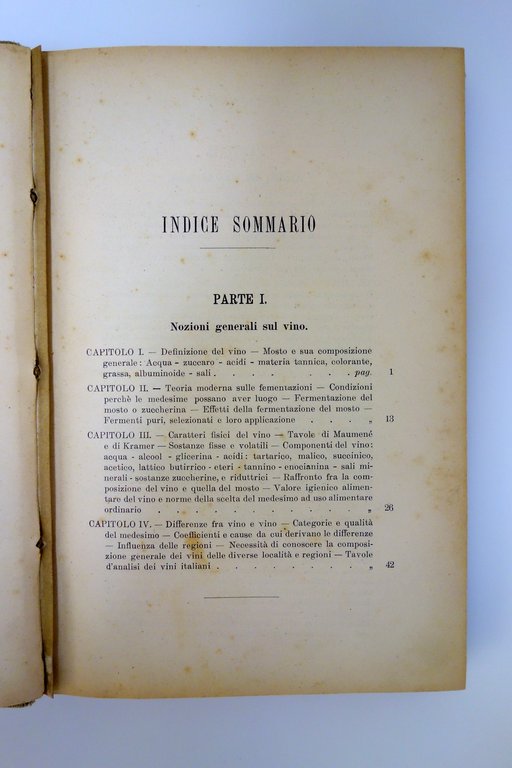 INDICE SOMMARIO
PARTE I.
Nozioni generali sul vino.
CAPITOLO I. — Definizione del vino — Mosto e sua composizione
generale: Acqua - zuccaro - acidi - materia tannica, colorante,
grassa, albuminoide - sali . . . . . . . . pag. 1
CAPITOLO II. — Teoria moderna sulle fementazioni — Condizioni
perchè le medesime possano aver luogo — Fermentazione del
mosto o zuccherina — Effetti della fermentazione del mosto —
Fermenti puri, selezionati e loro applicazione . . . „ 13
CAPITOLO III. — Caratteri fisici del vino — Tavole di Maumené
e di Kramer — Sostanze fisse e volatili — Componenti del vino:
acqua - alcool - glicerina - acidi: tartarico, malico, succinico,
acetico, lattico butirrico - eteri - tannino - enocianina - sali mi-
nerali - sostanze zuccherine, e riduttrici — Raffronto fra la com-
posizione del vino e quella del mosto — Valore igienico alimen-
tare del vino e norme della scelta del medesimo ad uso alimentare
ordinario . . . . . . . . . . „ 26
CAPITOLO IV. — Differenze fra vino e vino — Categorie e qualità
del medesimo — Coefficienti e cause da cui derivano le differenze
— Influenza delle regioni — Necessità di conoscere la composi-
zione generale dei vini delle diverse località e regioni — Tavole
d'analisi dei vini italiani . . . . . . . . „ 42